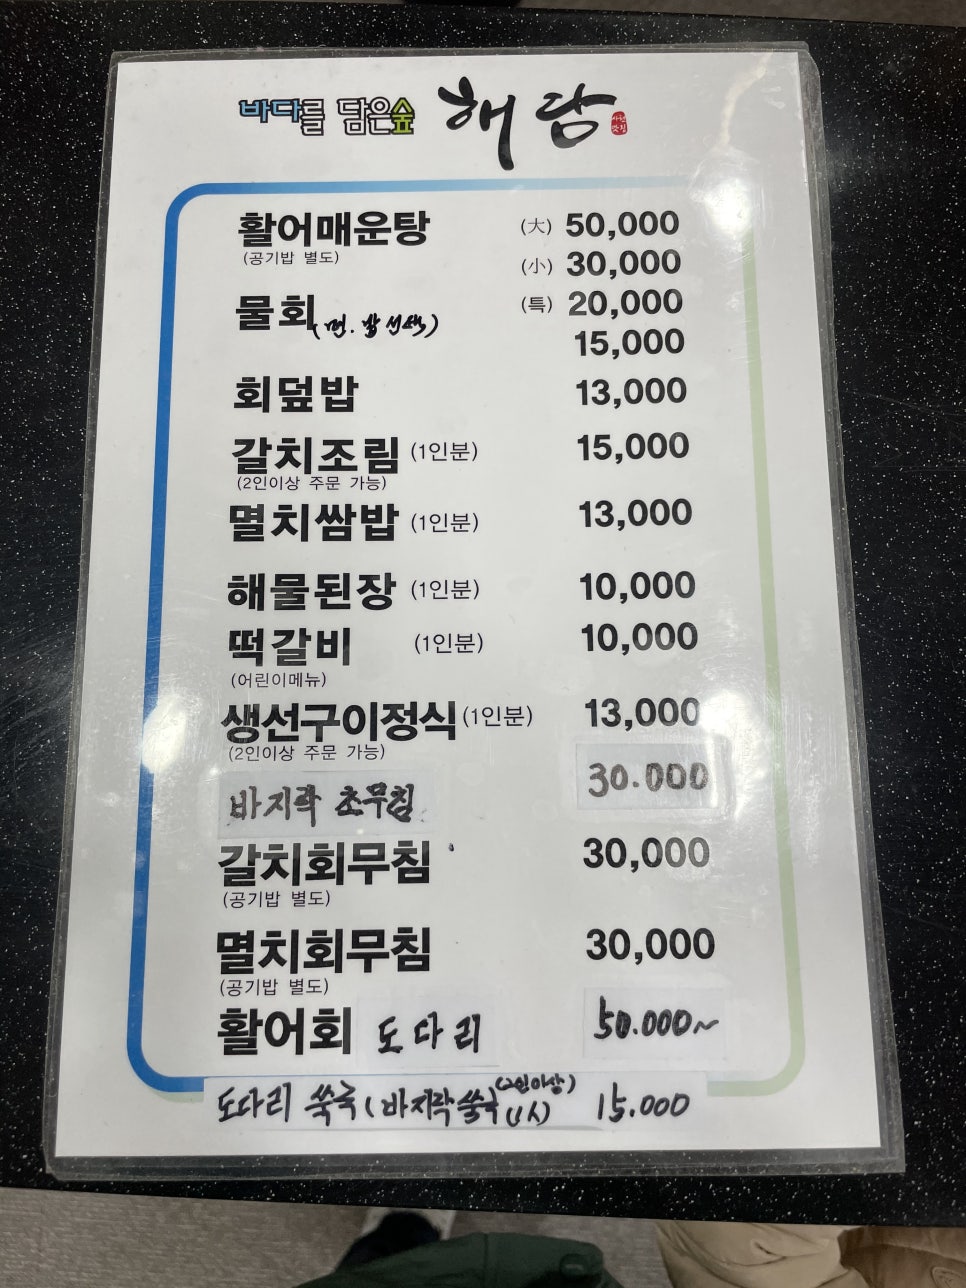 바다를 담은숲 해담
활어매운탕 (大) 50,000
(공기밥 별도) (小) 30,000
물회 (면.밥선택) (특) 20,000
15,000
회덮밥 13,000
갈치조림 (1인분) 15,000
(2인이상 주문 가능)
멸치쌈밥 (1인분) 13,000
해물된장 (1인분) 10,000
떡갈비 (1인분) 10,000
(어린이메뉴)
생선구이정식 (1인분) 13,000
(2인이상 주문 가능)
바지락 초무침 30.000
갈치회무침 30,000
(공기밥 별도)
멸치회무침 30,000
(공기밥 별도)
활어회 도다리 50.000~
도다리 쑥국 (바지락쑥국 (2인이상) 15.000